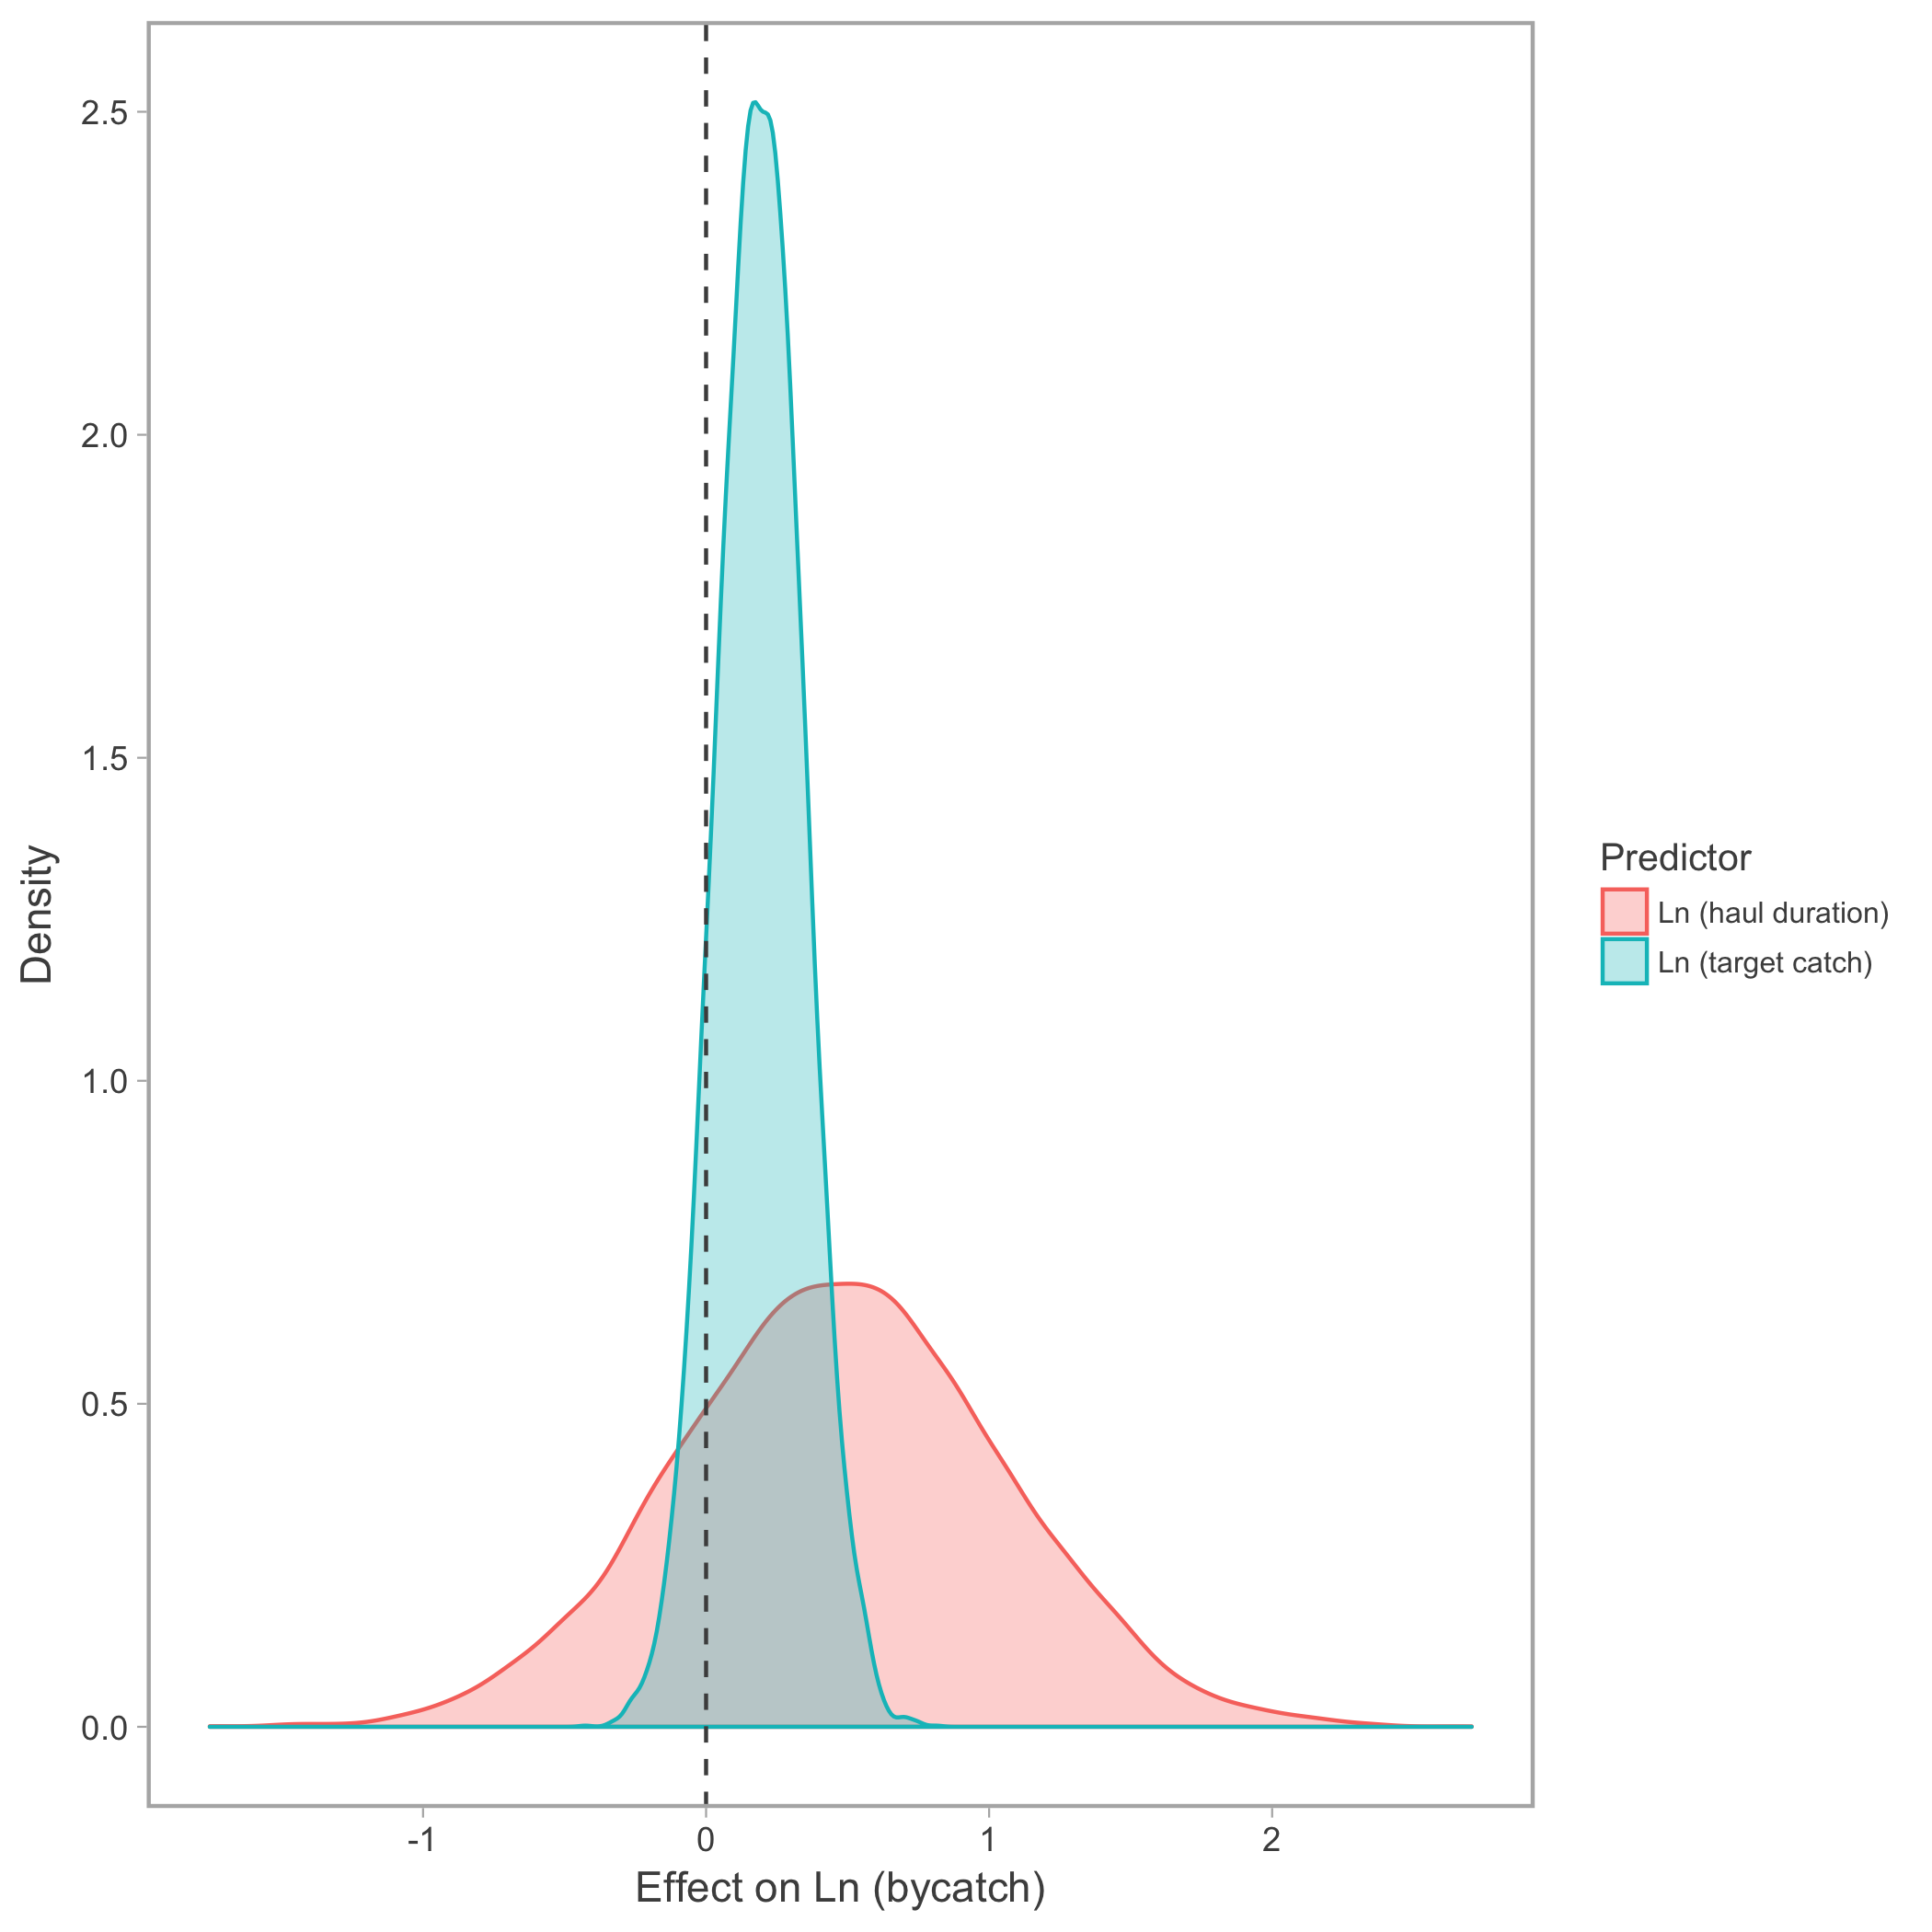 2.5
2.0
1.5
1.0
0.5
0.0
Density
-1 0 1 2
Effect on Ln (bycatch)
Predictor
Ln (haul duration)
Ln (target catch)